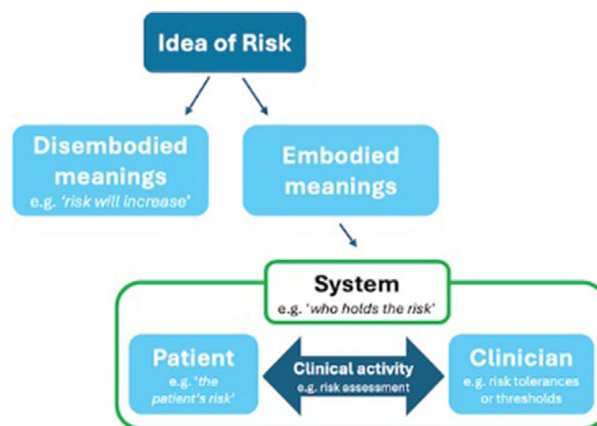 Idea of Risk
Disembodied
meanings
e.g. 'risk will increase'
Embodied
meanings
System
e.g. 'who holds the risk'
Patient
e.g. 'the
patient's risk'
Clinical activity
e.g. risk assessment
Clinician
e.g. risk tolerances
or thresholds